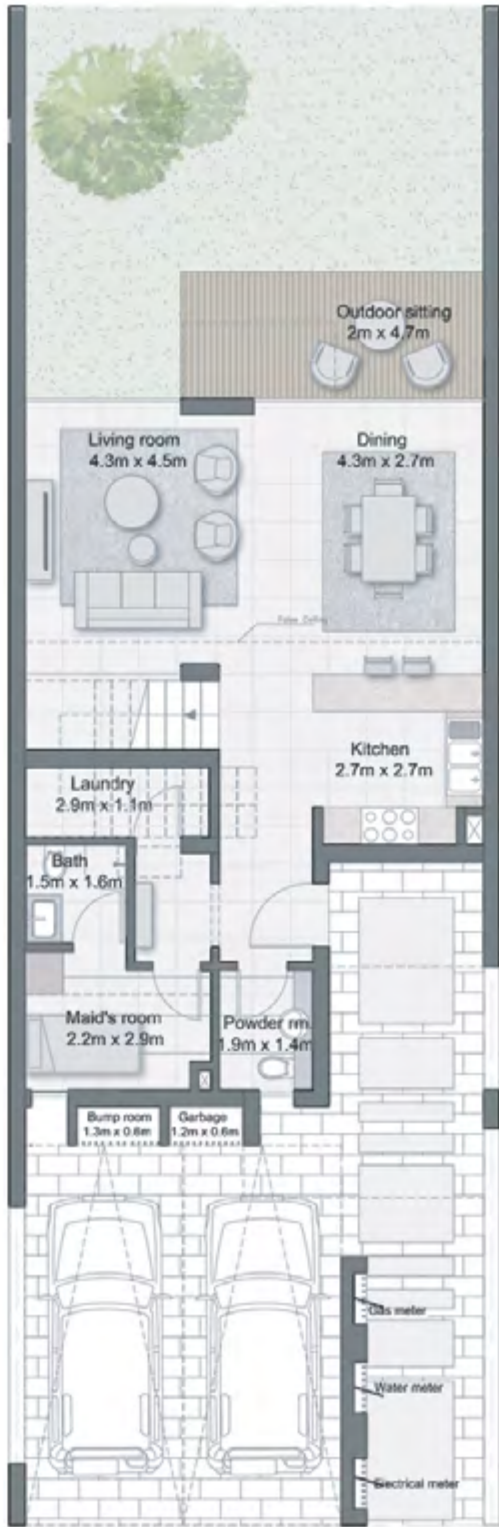 Outdoor sitting
2m x 4.7m
Living room
4.3m x 4.5m
Dining
4.3m x 2.7m
False Ceiling
Kitchen
2.7m x 2.7m
Laundry
2.9m x 1.1m
Bath
1.5m x 1.6m
Maid's room
2.2m x 2.9m
Powder rm.
1.9m x 1.4m
Bump room
1.3m x 0.6m
Garbage
1.2m x 0.6m
Gas meter
Water meter
Electrical meter